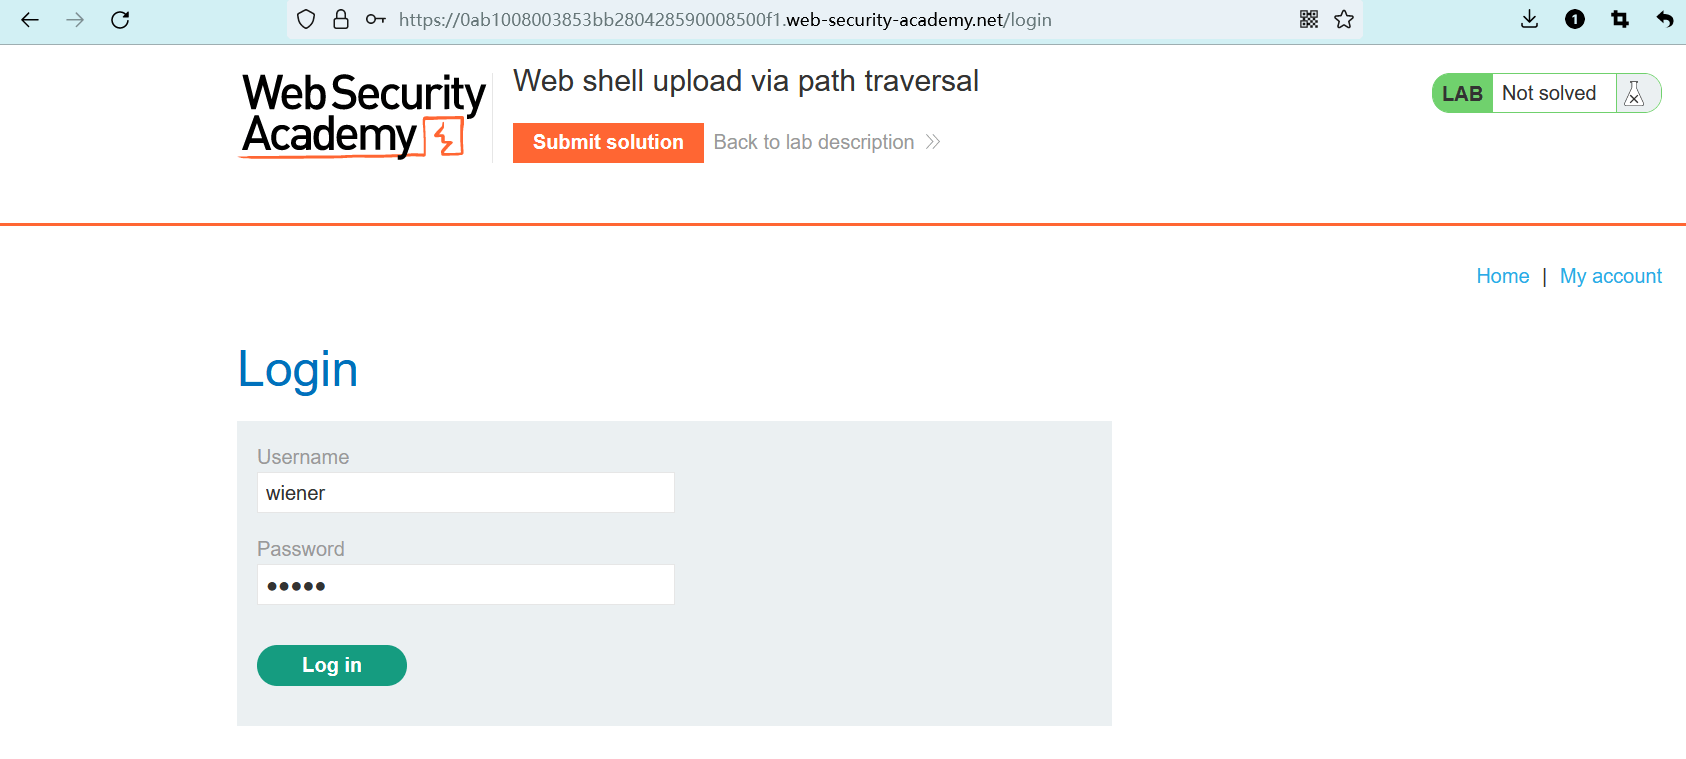 https://0ab1008003853bb280428590008500f1.web-security-academy.net/login
1
Web Security
Academy
Web shell upload via path traversal
Submit solution
Back to lab description
LAB
Not solved
Home | My account
Login
Username
wiener
Password
•••••
Log in